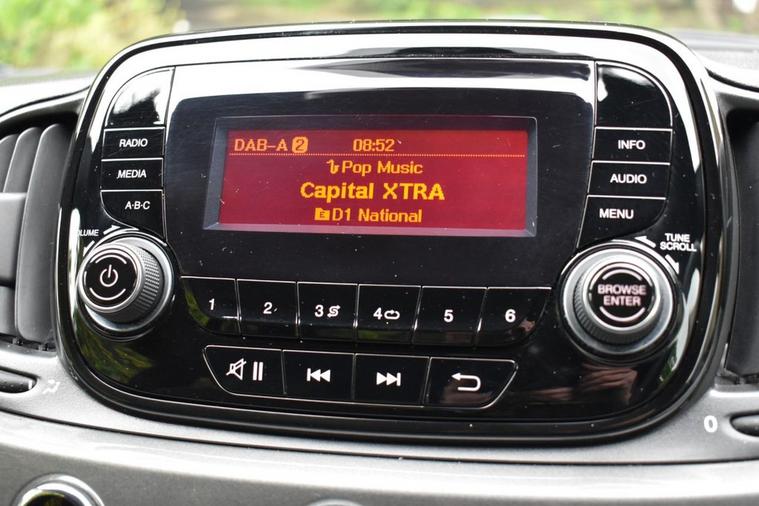 DAB-A 2 08:52
Pop Music
Capital XTRA
E D1 National
RADIO
MEDIA
A·B·C
INFO
AUDIO
MENU
VOLUME
TUNE
SCROLL
BROWSE
ENTER
1 2 3 4 5 6
0